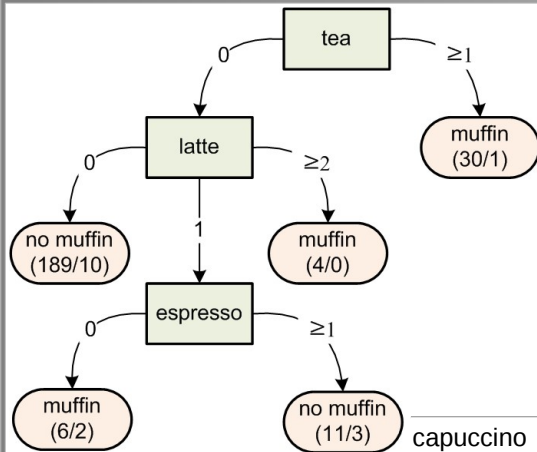 tea
0
≥1
latte
muffin
(30/1)
0
≥2
1
no muffin
(189/10)
muffin
(4/0)
espresso
0
≥1
muffin
(6/2)
no muffin
(11/3)
capuccino